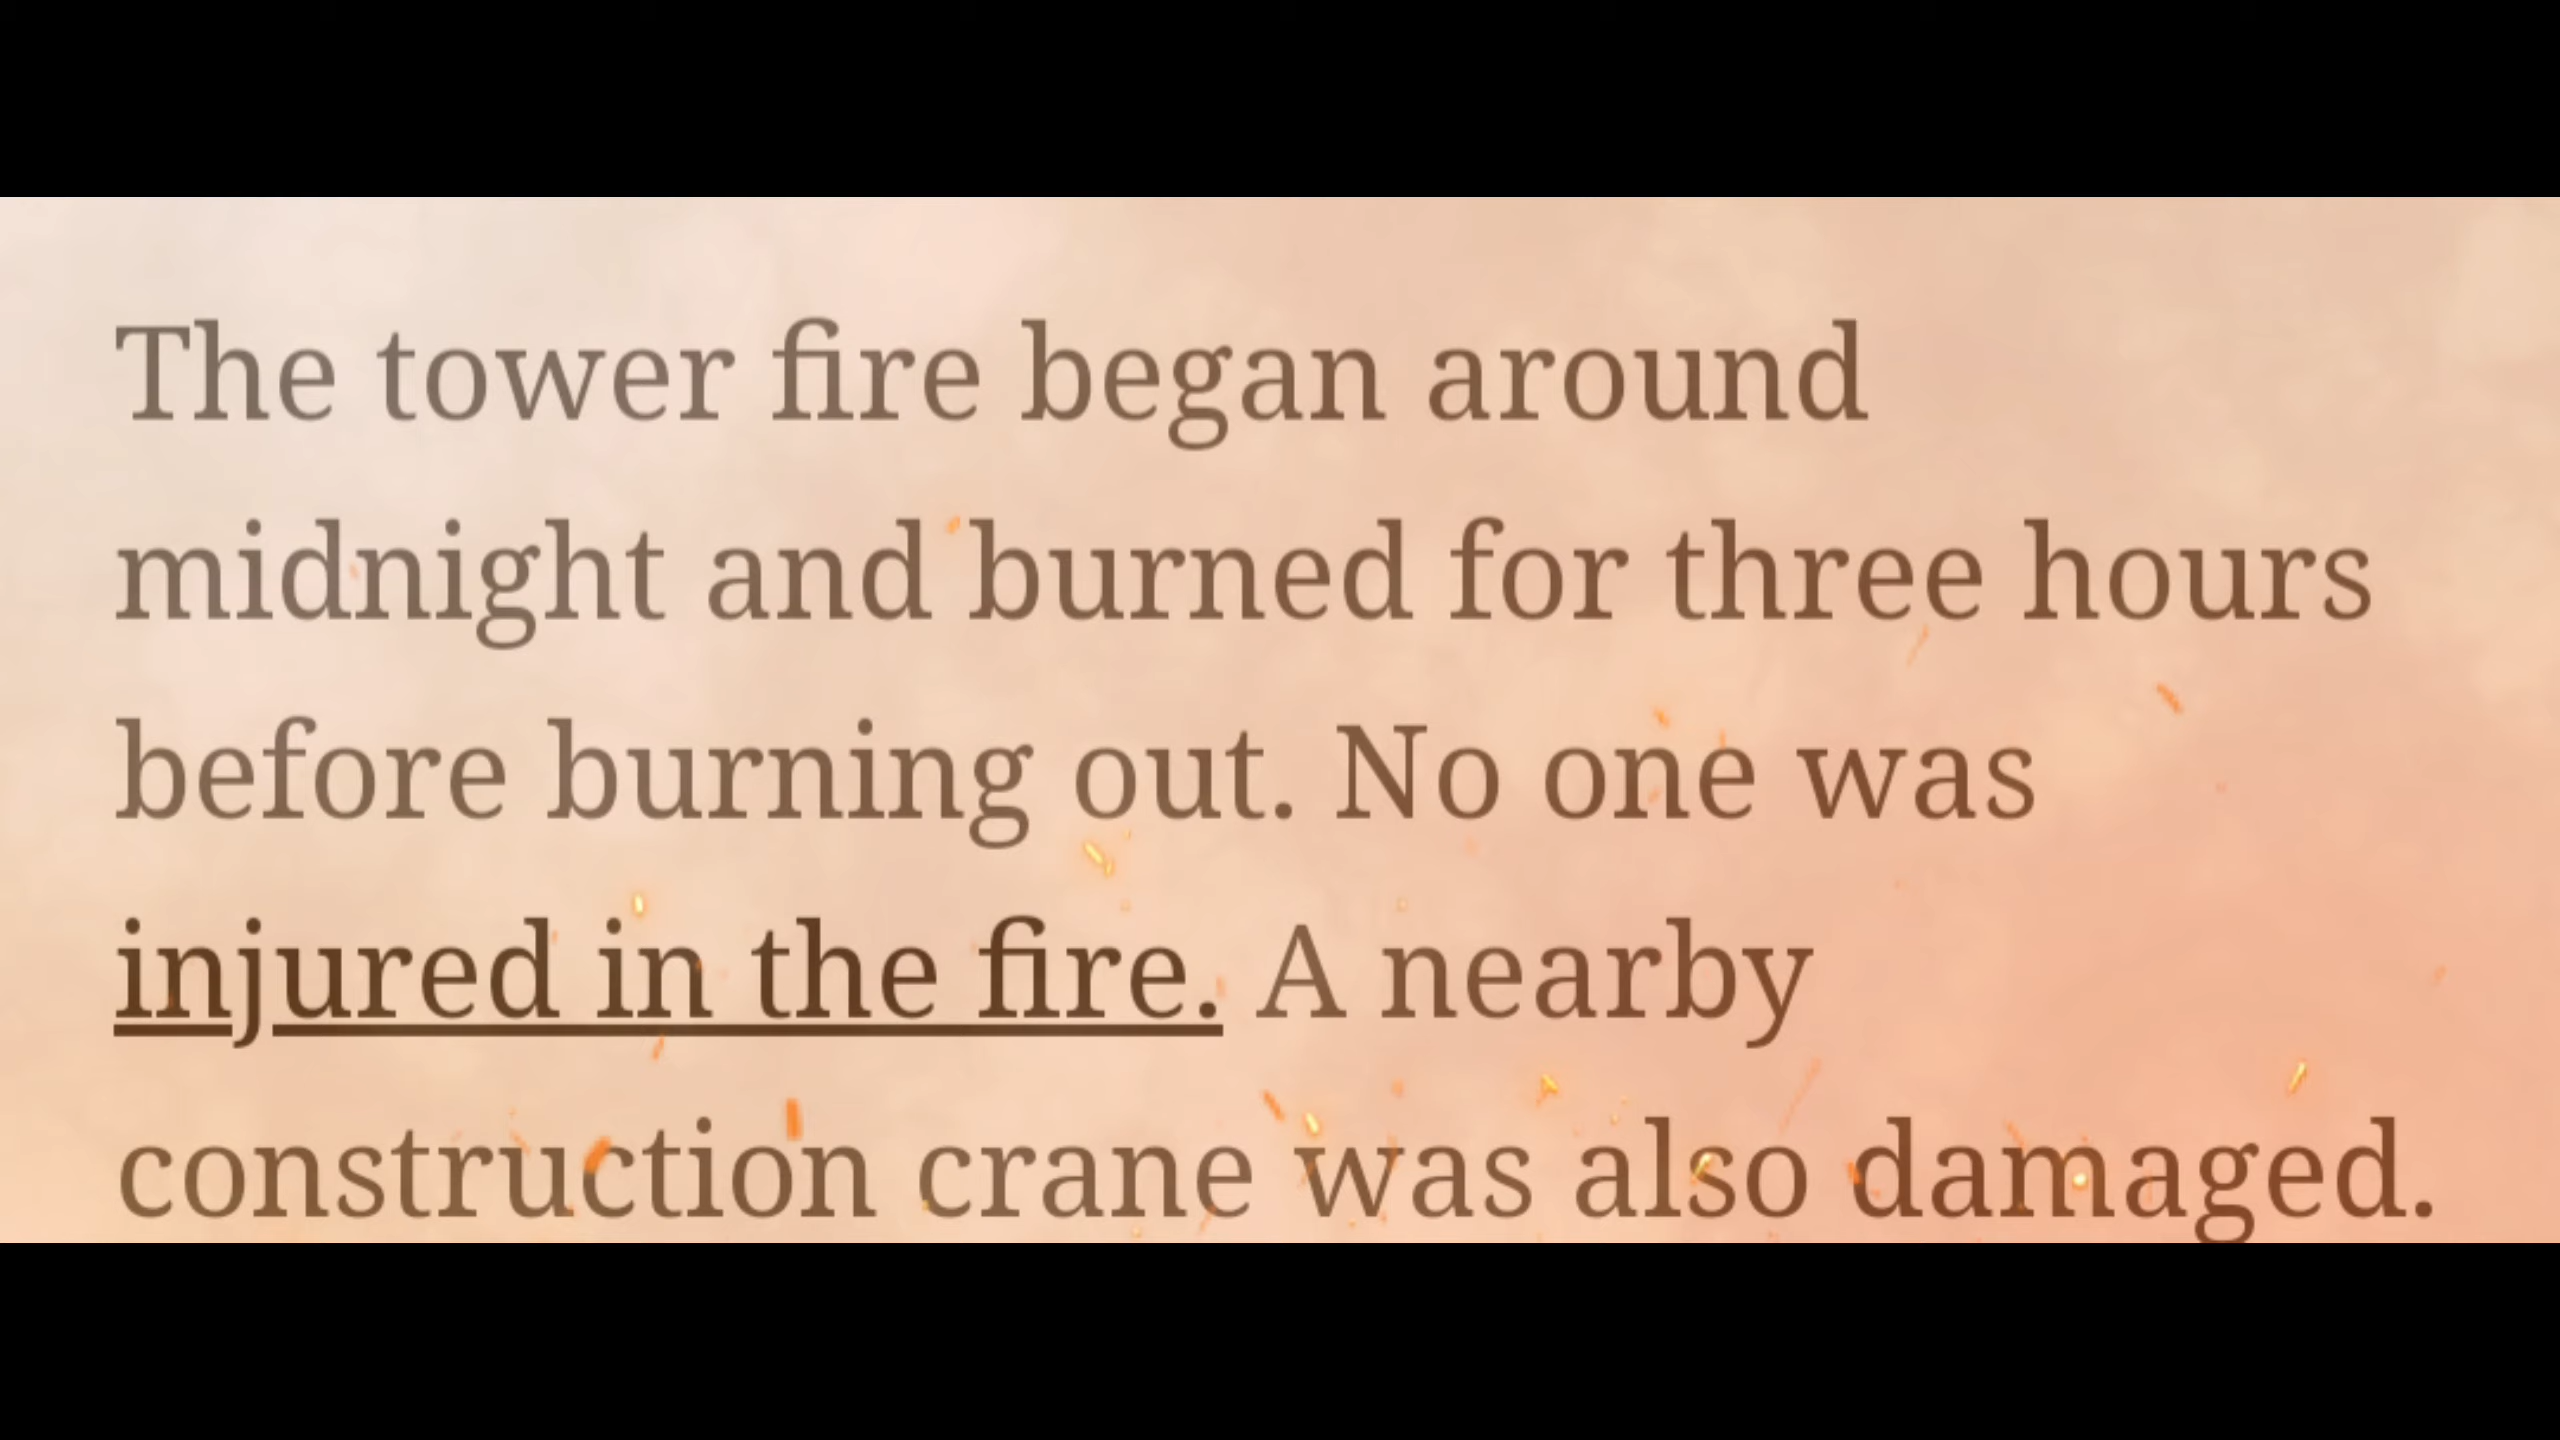 The tower fire began around
midnight and burned for three hours
before burning out. No one was
injured in the fire. A nearby
construction crane was also damaged.